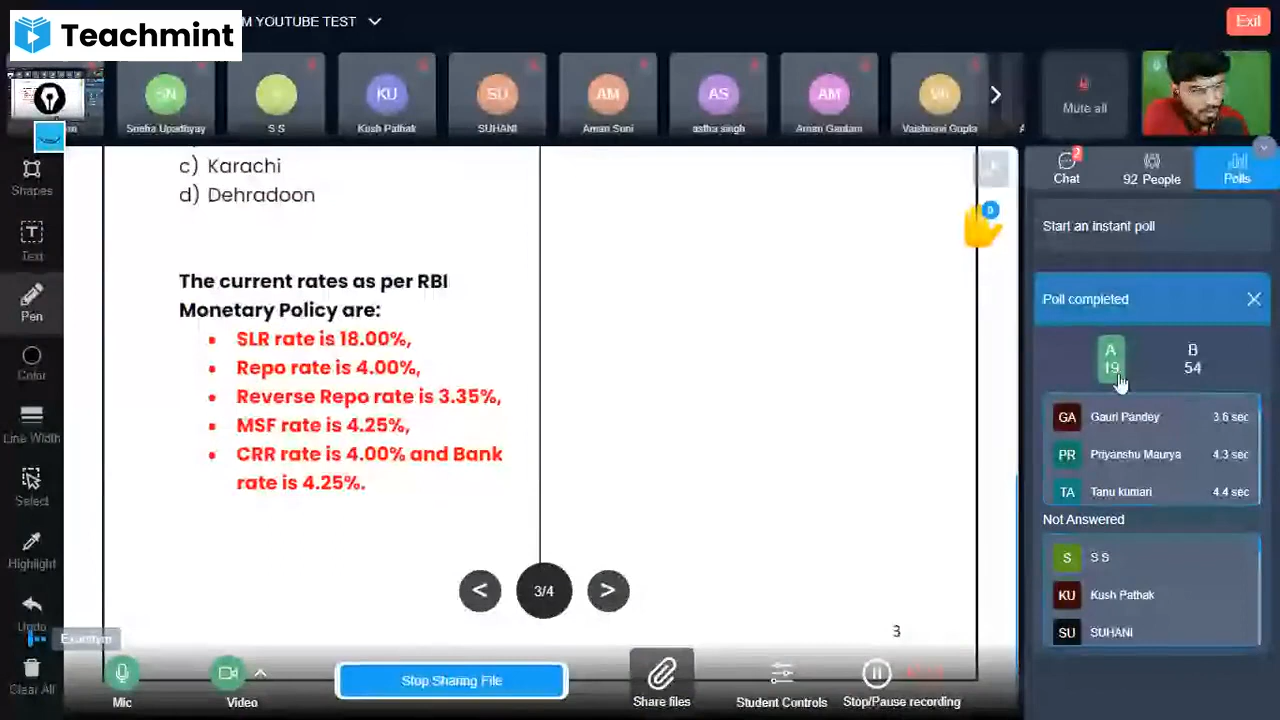 Teachmint
M YOUTUBE TEST
Exit
SN
S
KU
SU
AM
AS
AM
Sneha Upadhyay
S S
Kush Pathak
SUHANI
Aman Suni
astha singh
Aman Gautam
Vaishnavi Gupta
Mute all
Shapes
Text
Pen
Color
Line Width
Select
Highlight
Undo
Clear All
c) Karachi
d) Dehradoon
The current rates as per RBI
Monetary Policy are:
• SLR rate is 18.00%,
• Repo rate is 4.00%,
• Reverse Repo rate is 3.35%,
• MSF rate is 4.25%,
• CRR rate is 4.00% and Bank
rate is 4.25%.
< 3/4 >
3
0
2
Chat
92 People
Polls
Start an instant poll
Poll completed
A
19
B
54
GA Gauri Pandey 3.6 sec
PR Priyanshu Maurya 4.3 sec
TA Tanu kumari 4.4 sec
Not Answered
S S S
KU Kush Pathak
SU SUHANI
Mic
Video
Stop Sharing File
Share files
Student Controls
Stop/Pause recording